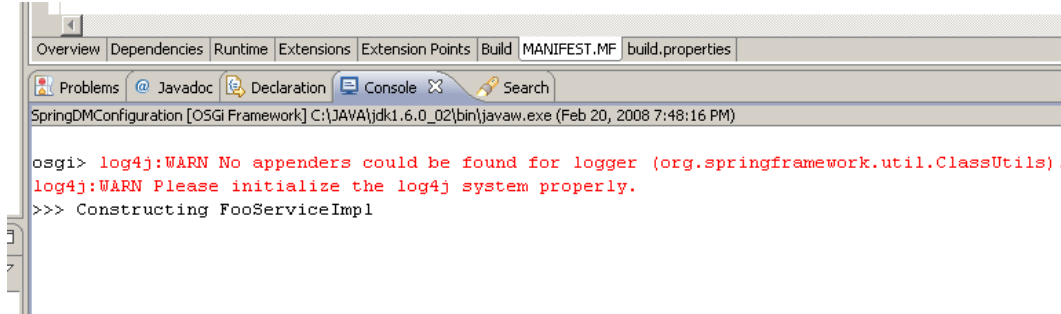 Overview Dependencies Runtime Extensions Extension Points Build MANIFEST.MF build.properties
Problems @ Javadoc Declaration Console Search
SpringDMConfiguration [OSGi Framework] C:\JAVA\jdk1.6.0_02\bin\javaw.exe (Feb 20, 2008 7:48:16 PM)
osgi> log4j:WARN No appenders could be found for logger (org.springframework.util.ClassUtils).
log4j:WARN Please initialize the log4j system properly.
>>> Constructing FooServiceImpl